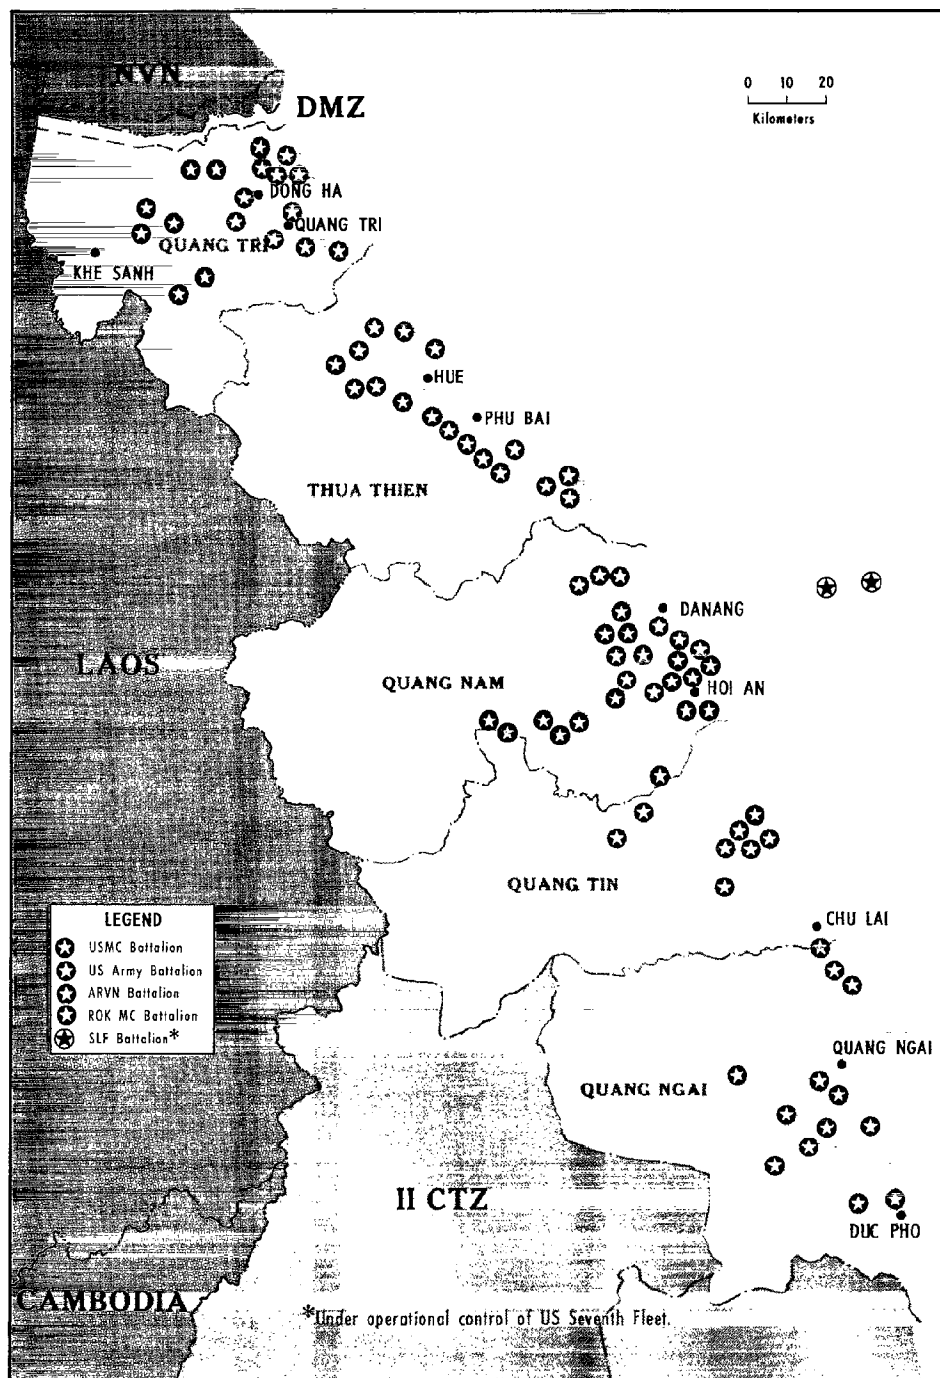 NVN
DMZ
0 10 20
Kilometers
DONG HA
QUANG TRI
QUANG TRI
KHE SANH
HUE
PHU BAI
THUA THIEN
DANANG
LAOS
QUANG NAM
HOI AN
QUANG TIN
LEGEND
USMC Battalion
US Army Battalion
ARVN Battalion
ROK MC Battalion
SLF Battalion*
CHU LAI
QUANG NGAI
QUANG NGAI
II CTZ
DUC PHO
CAMBODIA
*Under operational control of US Seventh Fleet.